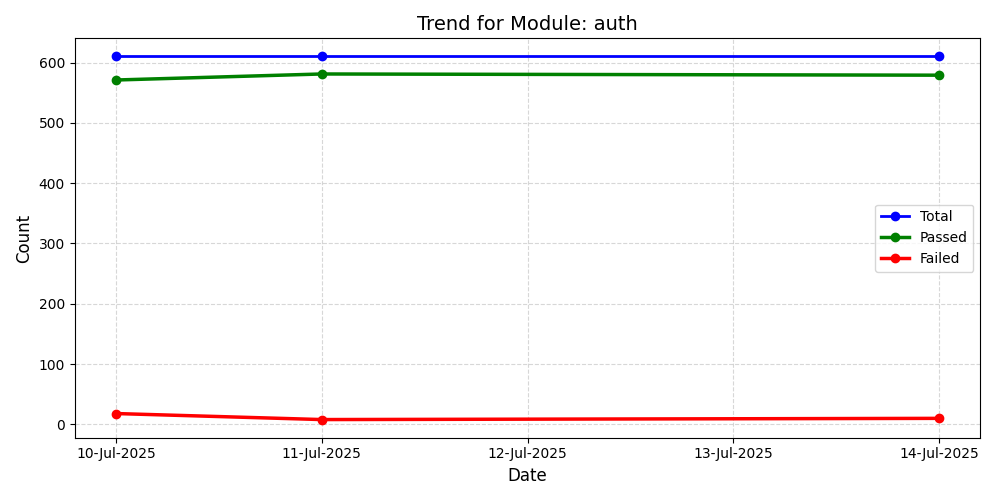 Trend for Module: auth
Count
600
500
400
300
200
100
0
Total
Passed
Failed
10-Jul-2025
11-Jul-2025
12-Jul-2025
13-Jul-2025
14-Jul-2025
Date